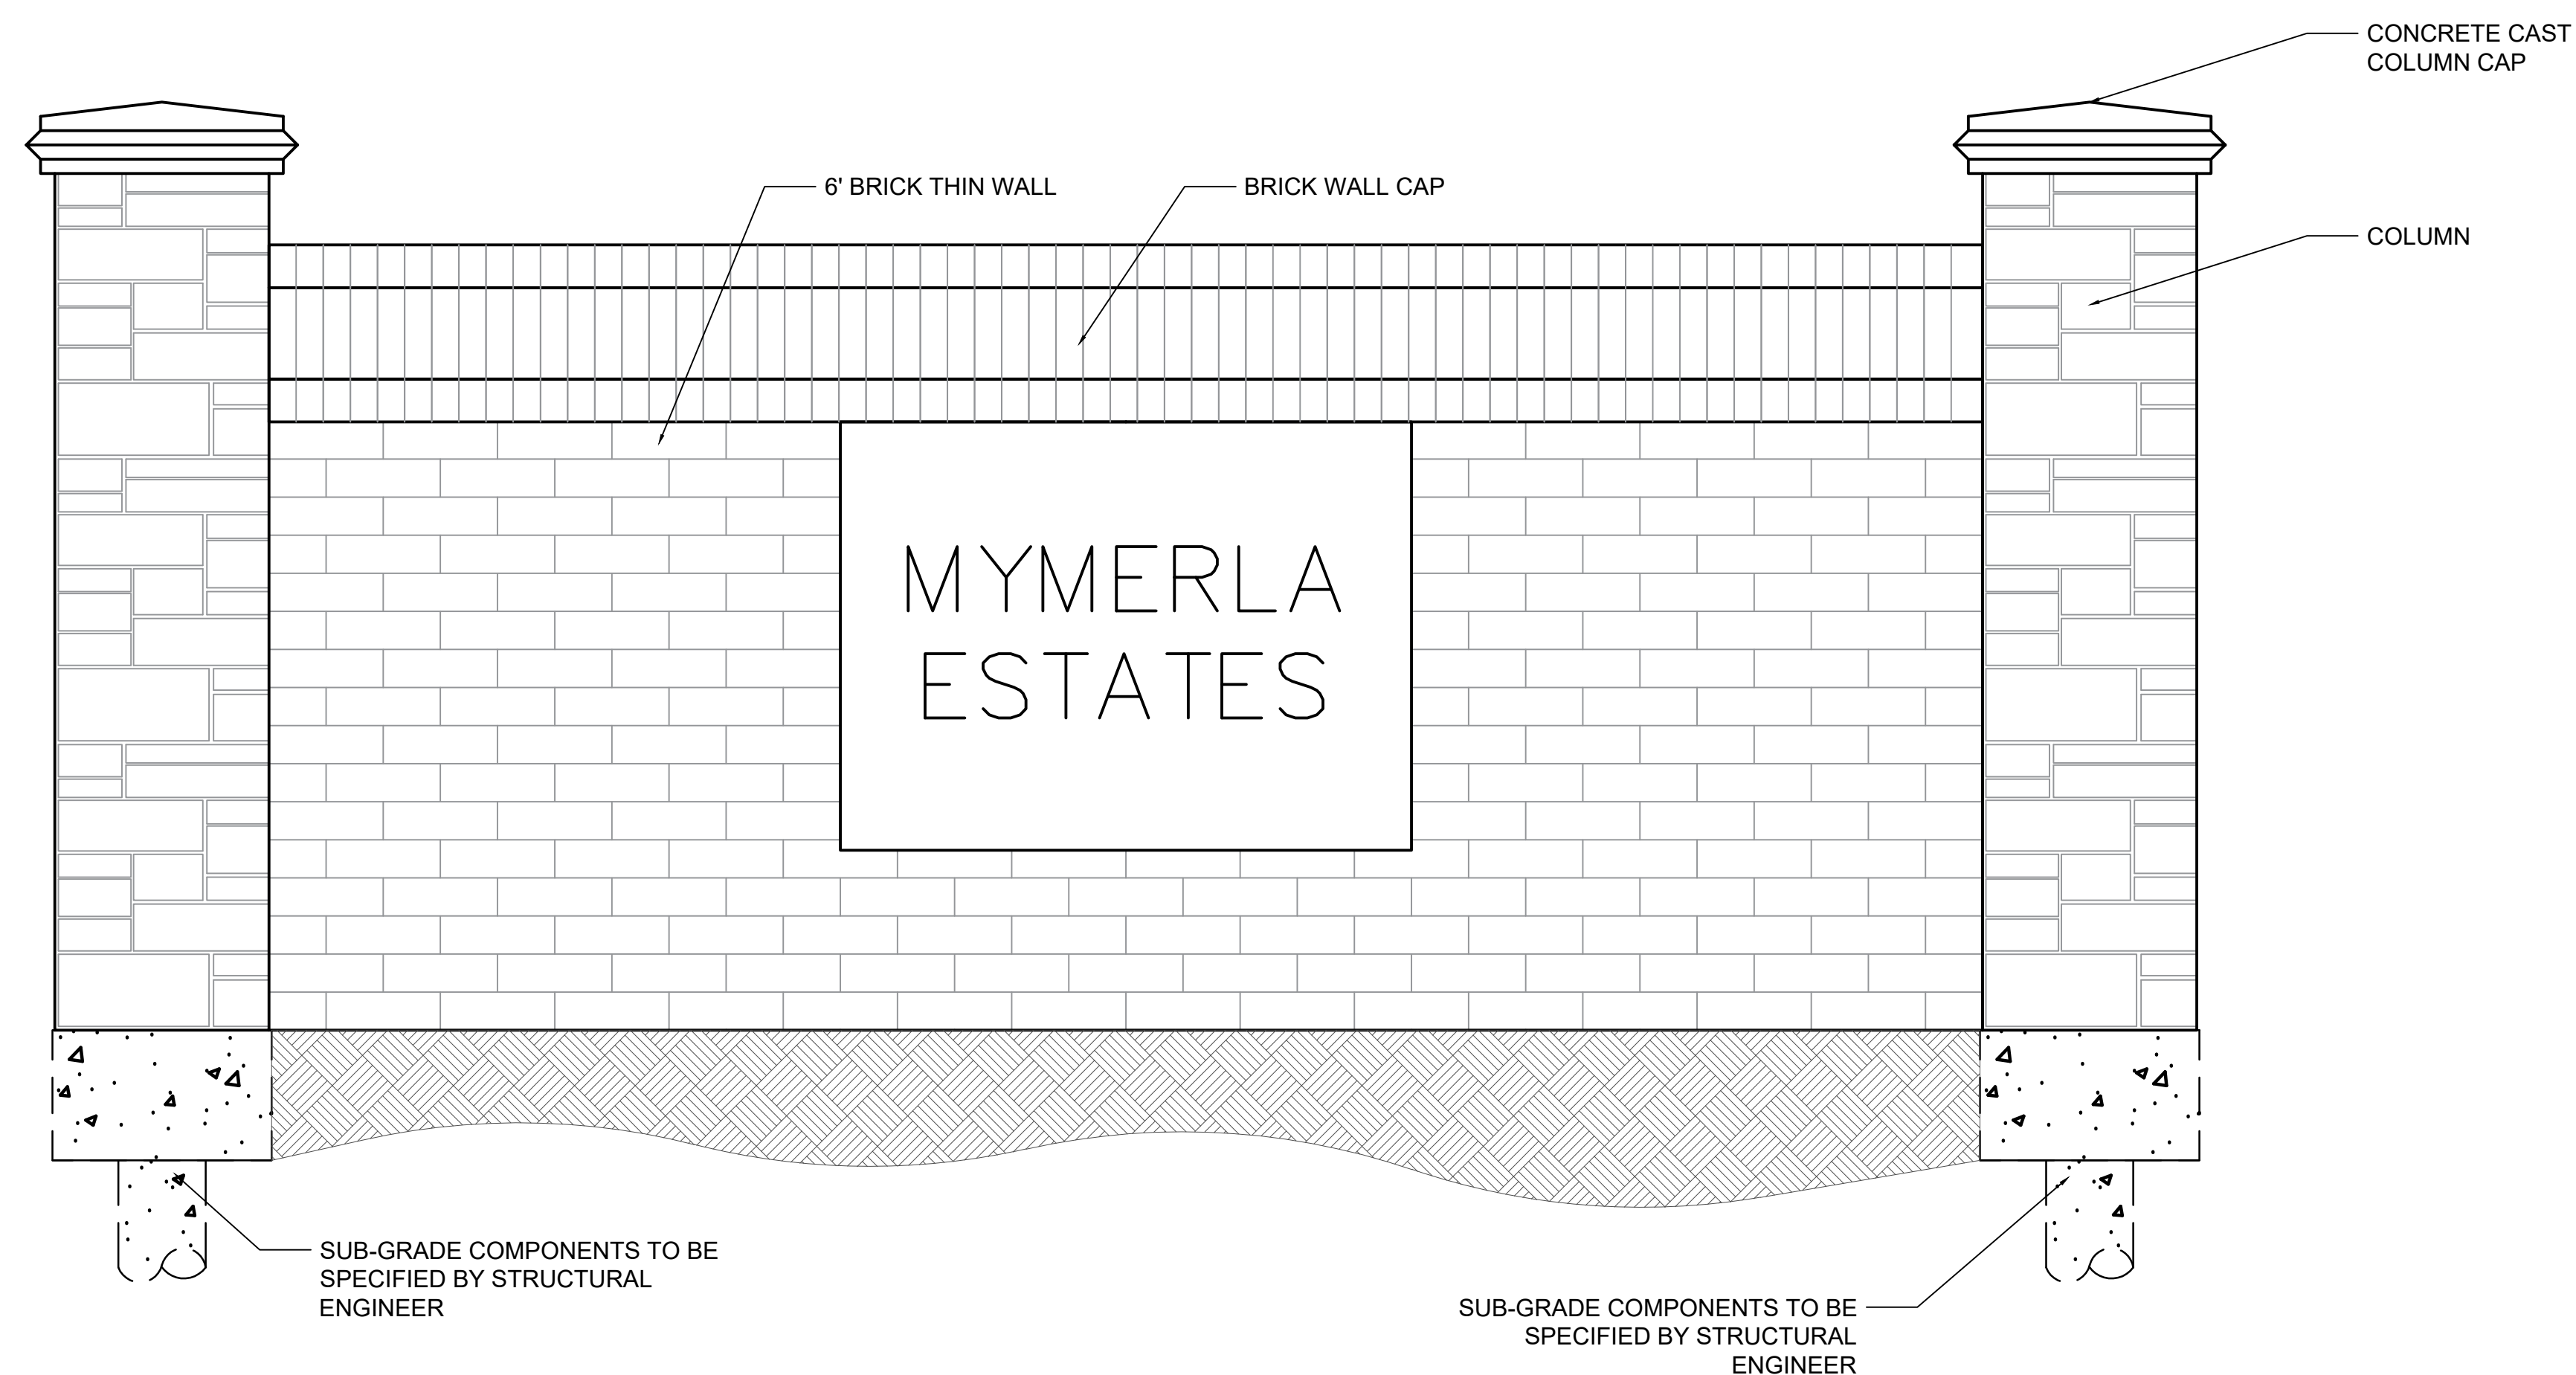 CONCRETE CAST
COLUMN CAP
6' BRICK THIN WALL
BRICK WALL CAP
COLUMN
MYMERLA
ESTATES
SUB-GRADE COMPONENTS TO BE
SPECIFIED BY STRUCTURAL
ENGINEER
SUB-GRADE COMPONENTS TO BE
SPECIFIED BY STRUCTURAL
ENGINEER